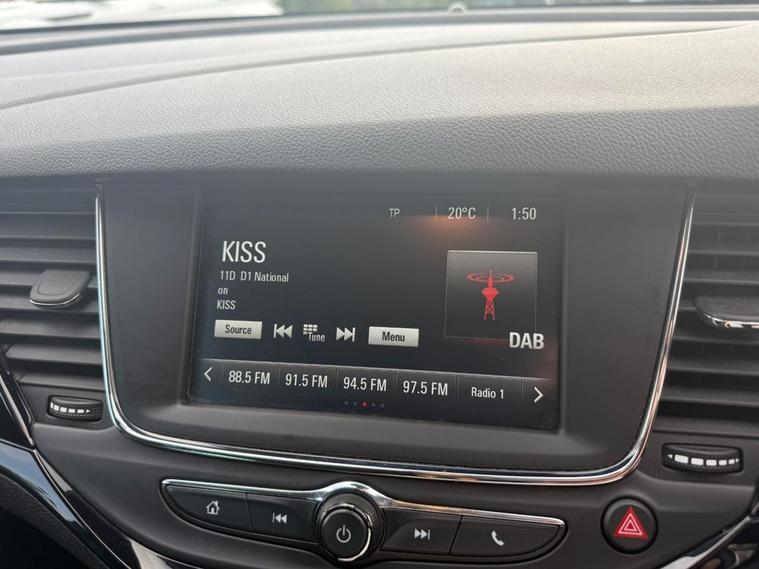 TP 20°C 1:50
KISS
11D D1 National
on
KISS
Source Tune Menu
DAB
88.5 FM 91.5 FM 94.5 FM 97.5 FM Radio 1